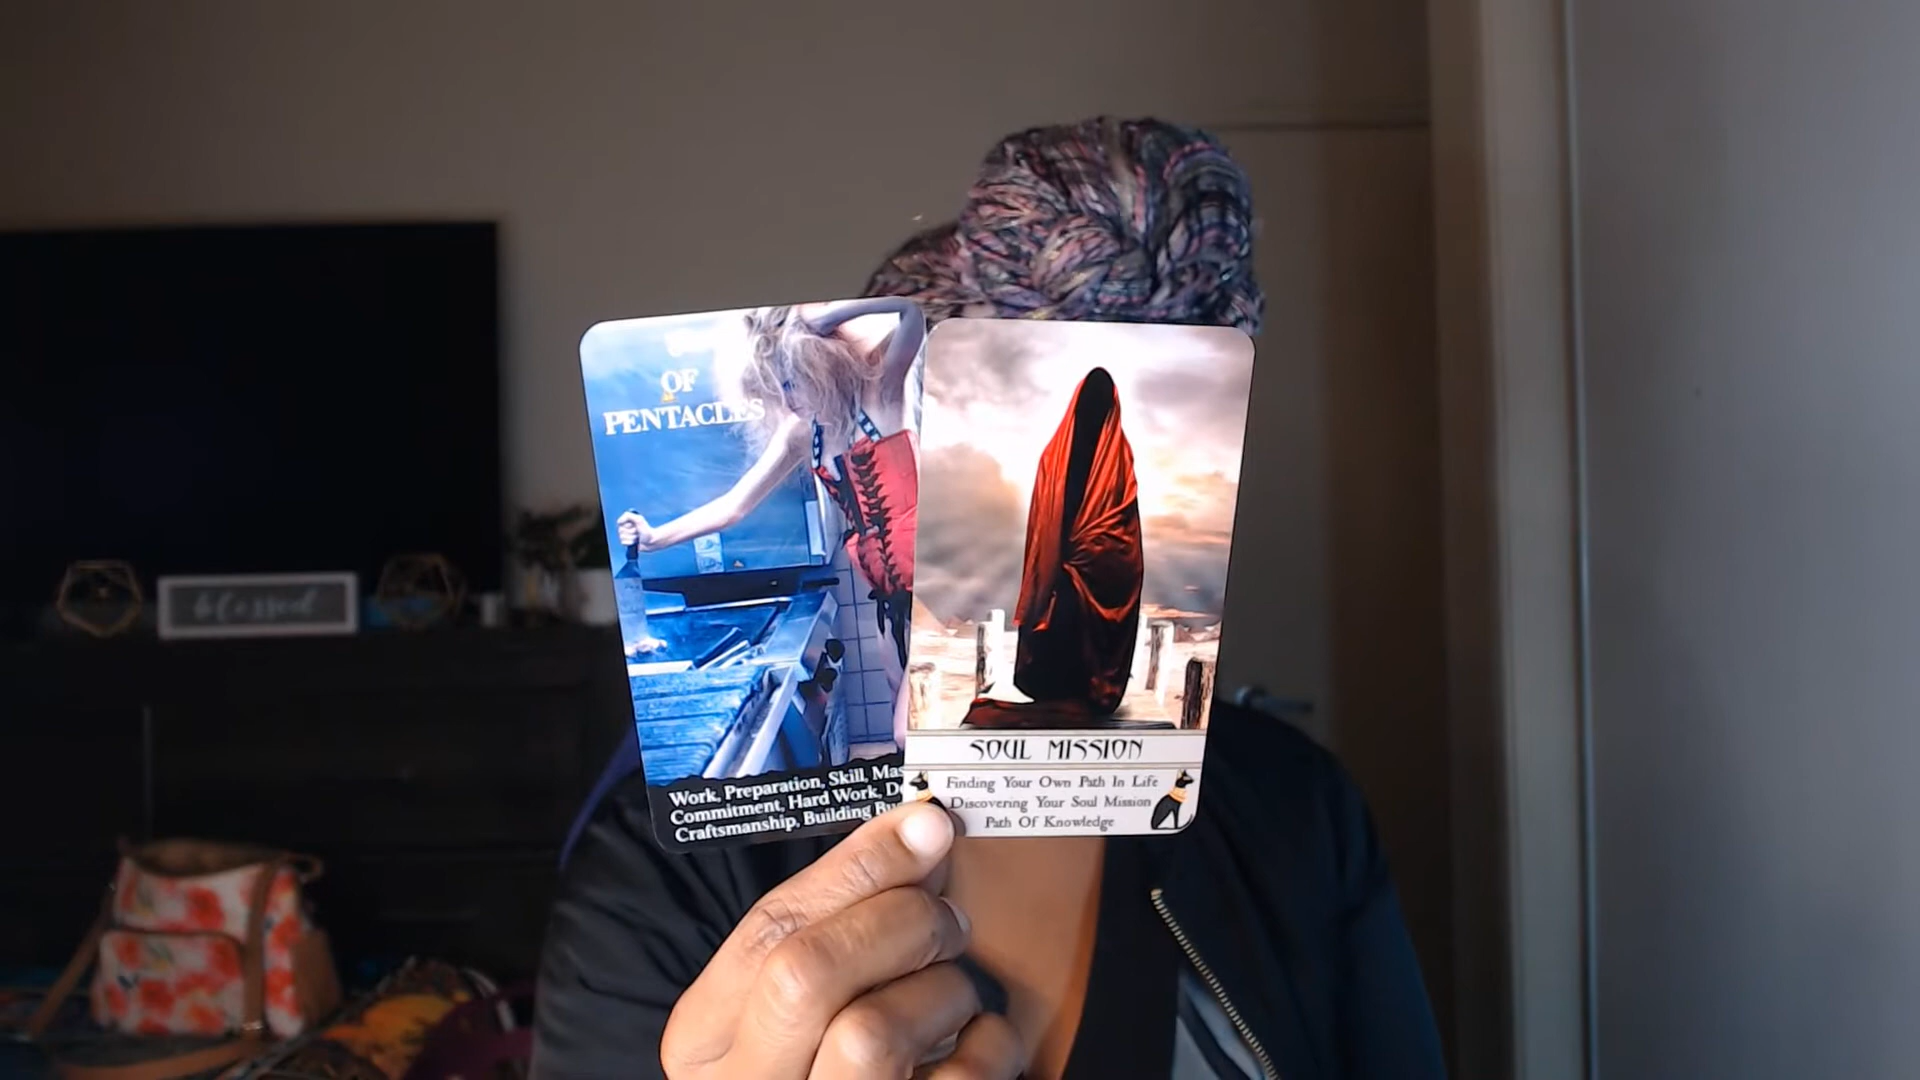 OF
PENTACLES
Work, Preparation, Skill,
Commitment, Hard Work,
Craftsmanship, Building
SOUL MISSION
Finding Your Own Path In Life
Discovering Your Soul Mission
Path Of Knowledge
blessed